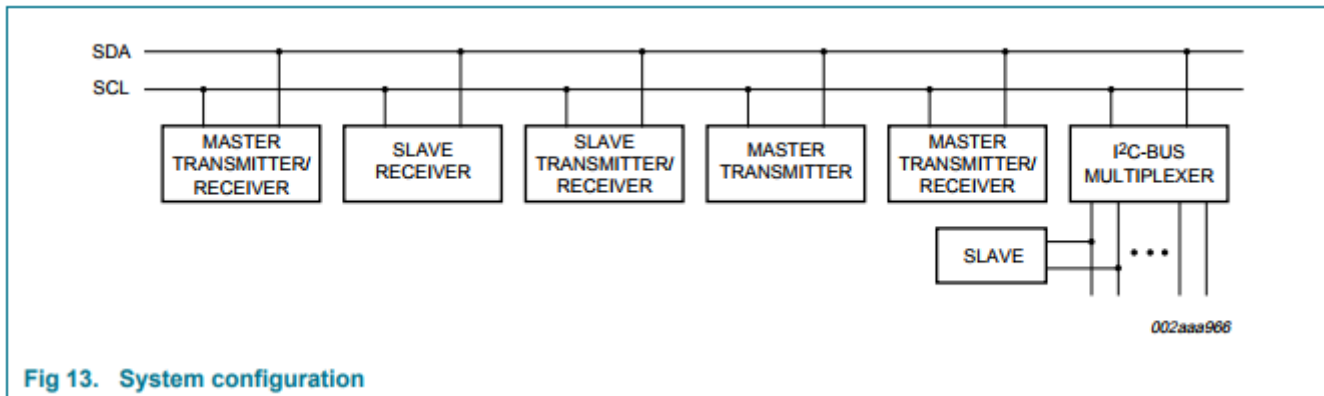 SDA
SCL
MASTER
TRANSMITTER/
RECEIVER
SLAVE
RECEIVER
SLAVE
TRANSMITTER/
RECEIVER
MASTER
TRANSMITTER
MASTER
TRANSMITTER/
RECEIVER
I²C-BUS
MULTIPLEXER
SLAVE
002aaa966
Fig 13. System configuration